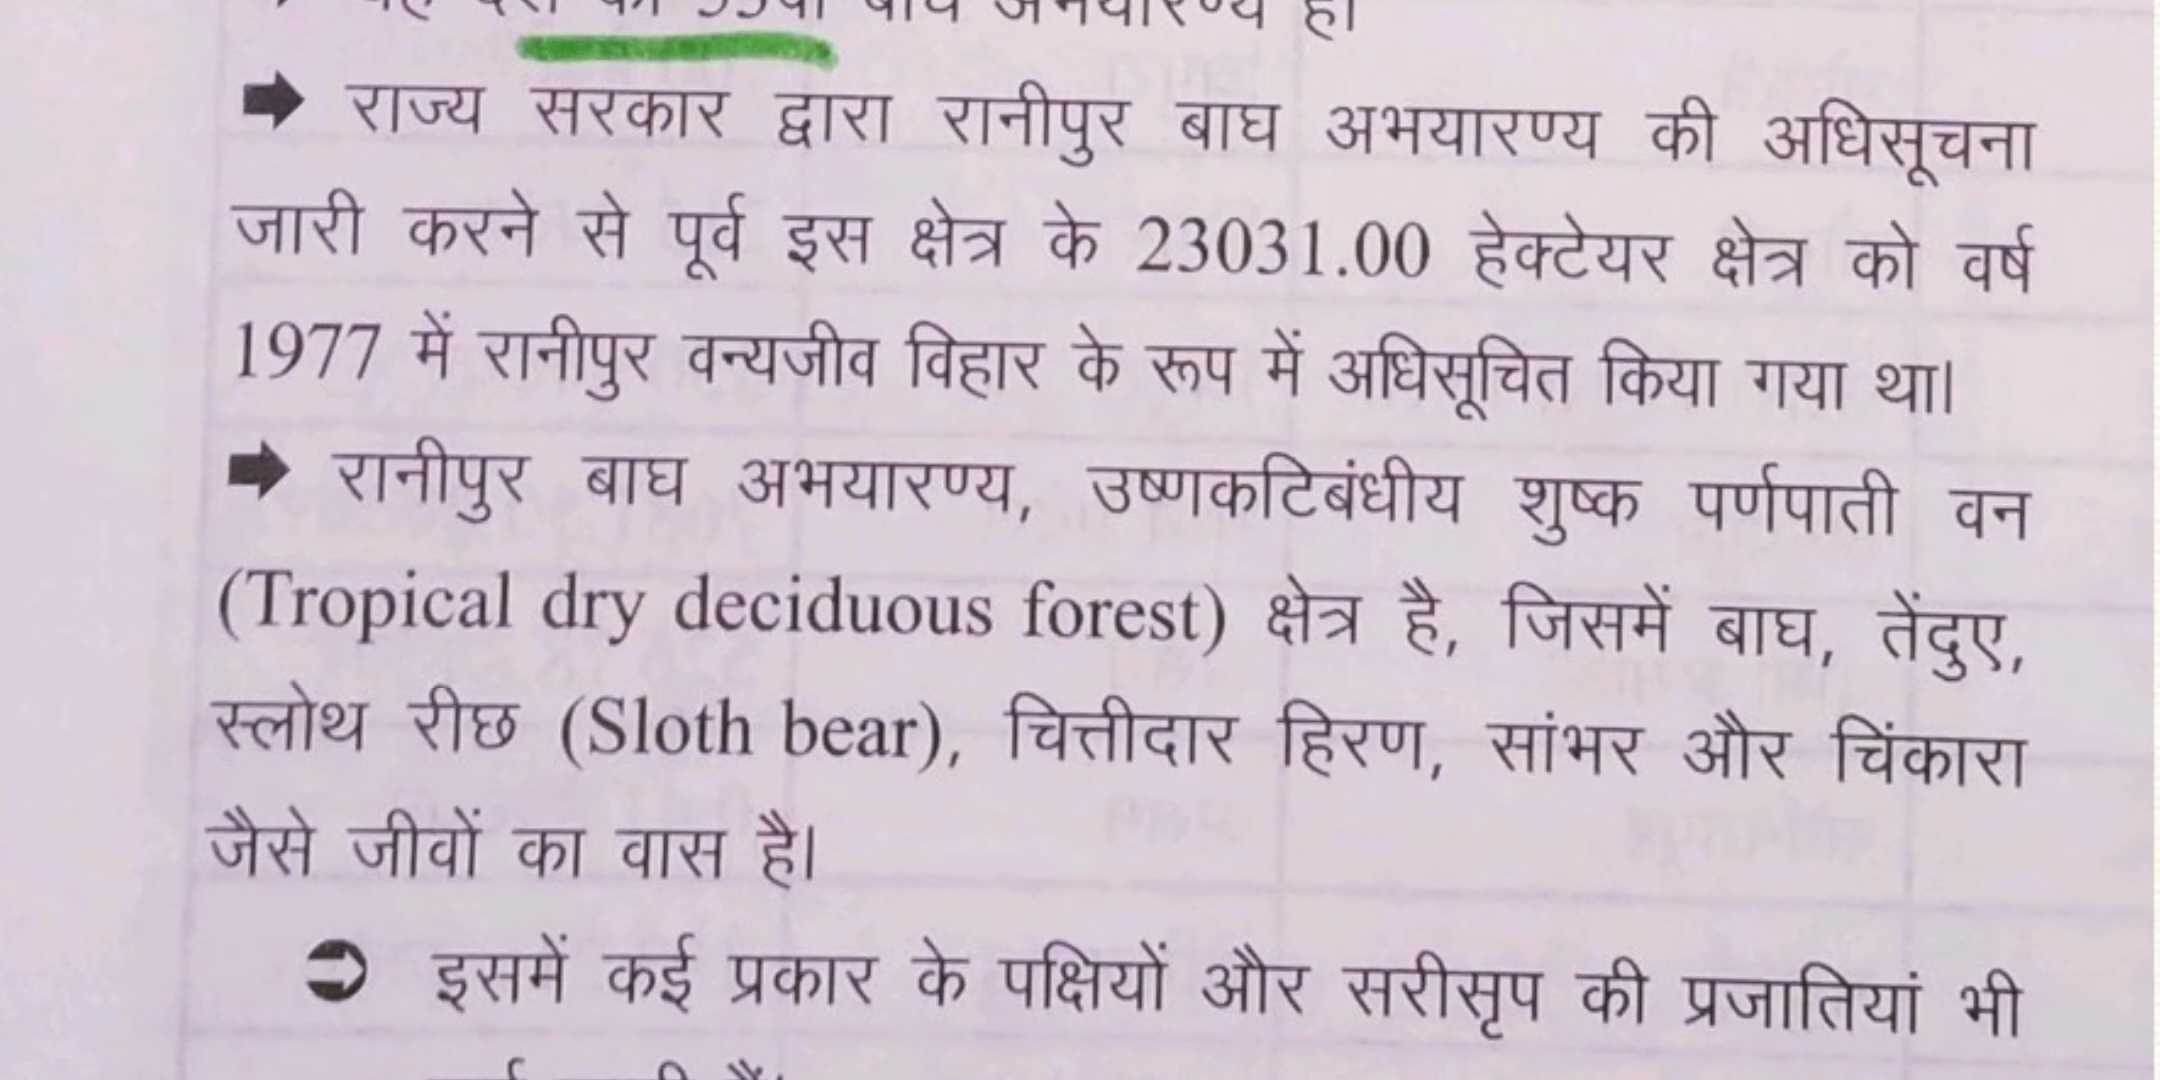 ➡ राज्य सरकार द्वारा रानीपुर बाघ अभयारण्य की अधिसूचना
जारी करने से पूर्व इस क्षेत्र के 23031.00 हेक्टेयर क्षेत्र को वर्ष
1977 में रानीपुर वन्यजीव विहार के रूप में अधिसूचित किया गया था।
➡ रानीपुर बाघ अभयारण्य, उष्णकटिबंधीय शुष्क पर्णपाती वन
(Tropical dry deciduous forest) क्षेत्र है, जिसमें बाघ, तेंदुए,
स्लोथ रीछ (Sloth bear), चित्तीदार हिरण, सांभर और चिंकारा
जैसे जीवों का वास है।
➲ इसमें कई प्रकार के पक्षियों और सरीसृप की प्रजातियां भी